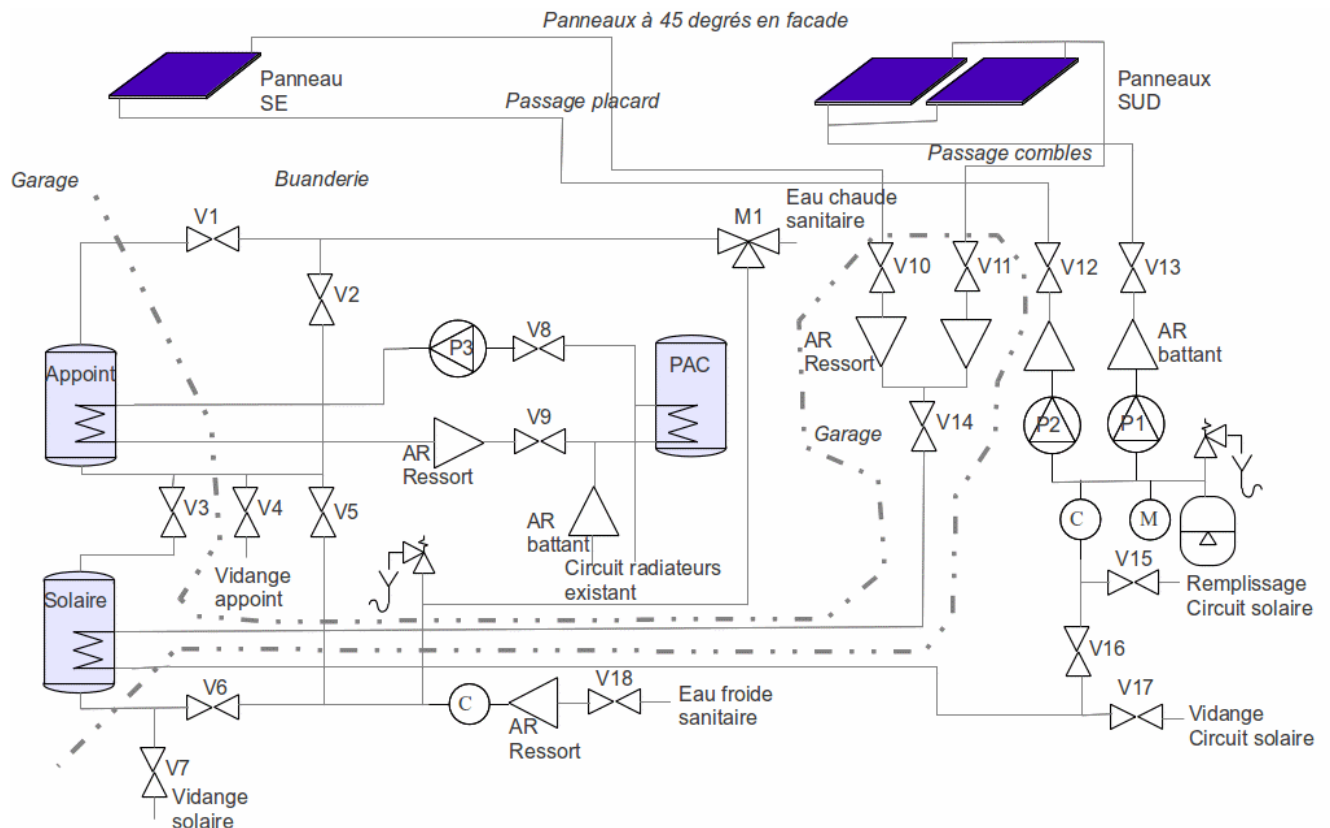 Panneaux à 45 degrés en facade
Panneau
SE
Panneaux
SUD
Passage placard
Passage combles
Garage
Buanderie
Eau chaude
sanitaire
V1
M1
V10
V11
V12
V13
V2
P3
V8
AR
Ressort
AR
battant
Appoint
PAC
V9
V14
P2
P1
AR
Ressort
Garage
V3
V4
V5
AR
battant
C
M
Vidange
appoint
Circuit radiateurs
existant
V15
Remplissage
Circuit solaire
Solaire
V16
V6
C
AR
Ressort
V18
Eau froide
sanitaire
V17
Vidange
Circuit solaire
V7
Vidange
solaire